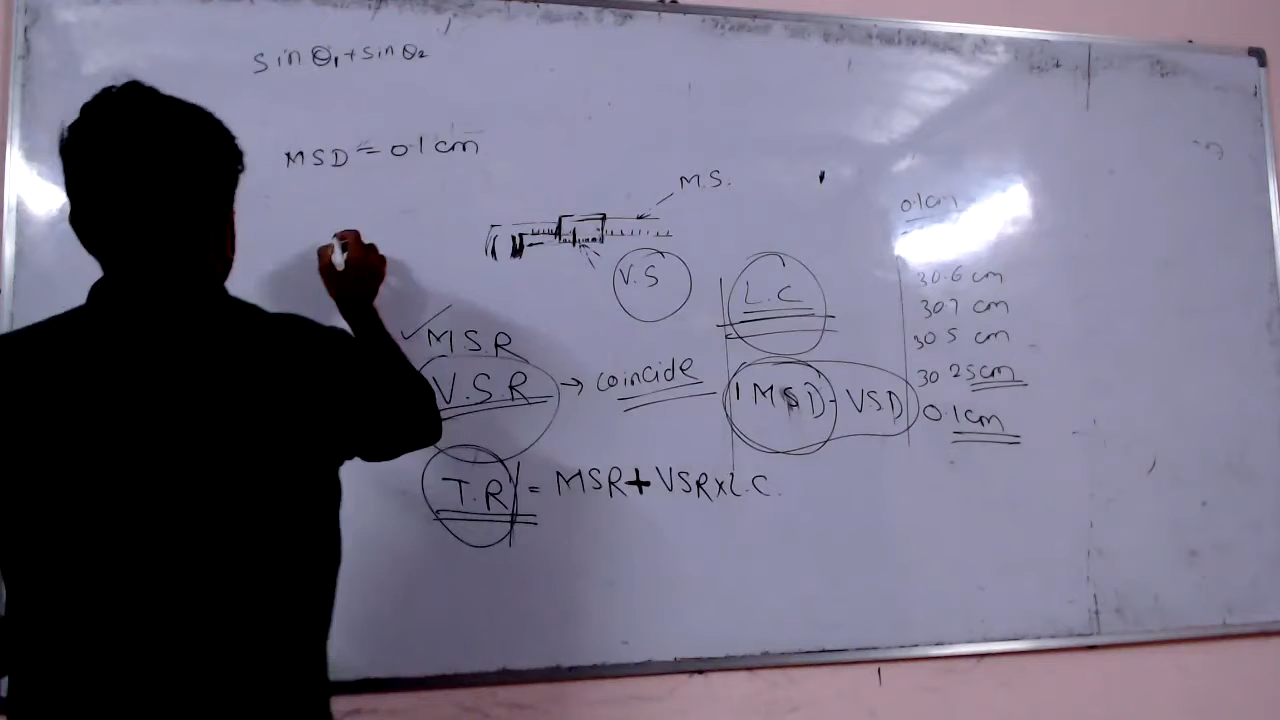 sin θ₁ + sin θ₂
MSD = 0.1 cm
M.S.
V.S
L.C
MSR
V.S.R → coincide
1 MSD - VSD
T.R = MSR + VSR x L.C.
0.1cm
30.6 cm
30.7 cm
30.5 cm
30.25cm
0.1cm